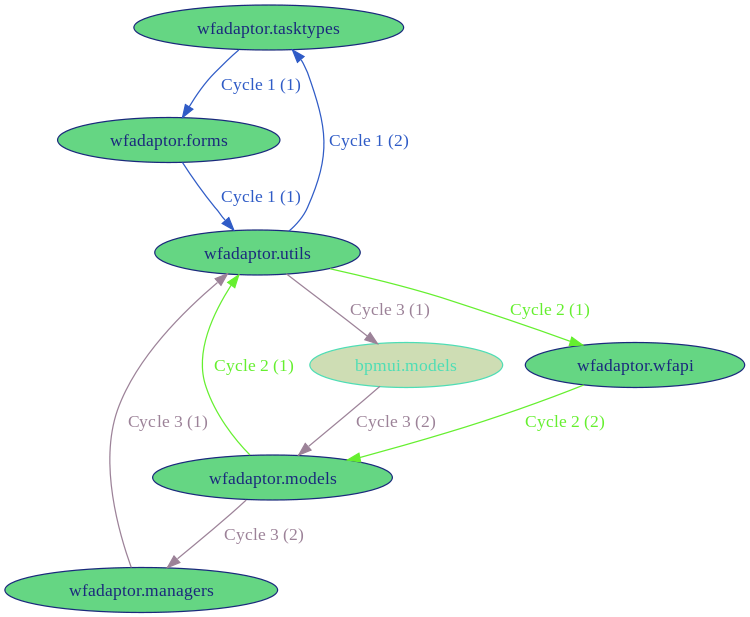 wfadaptor.tasktypes
Cycle 1 (1)
wfadaptor.forms
Cycle 1 (2)
Cycle 1 (1)
wfadaptor.utils
Cycle 3 (1)
Cycle 2 (1)
Cycle 2 (1)
bpmui.models
wfadaptor.wfapi
Cycle 3 (1)
Cycle 3 (2)
Cycle 2 (2)
wfadaptor.models
Cycle 3 (2)
wfadaptor.managers